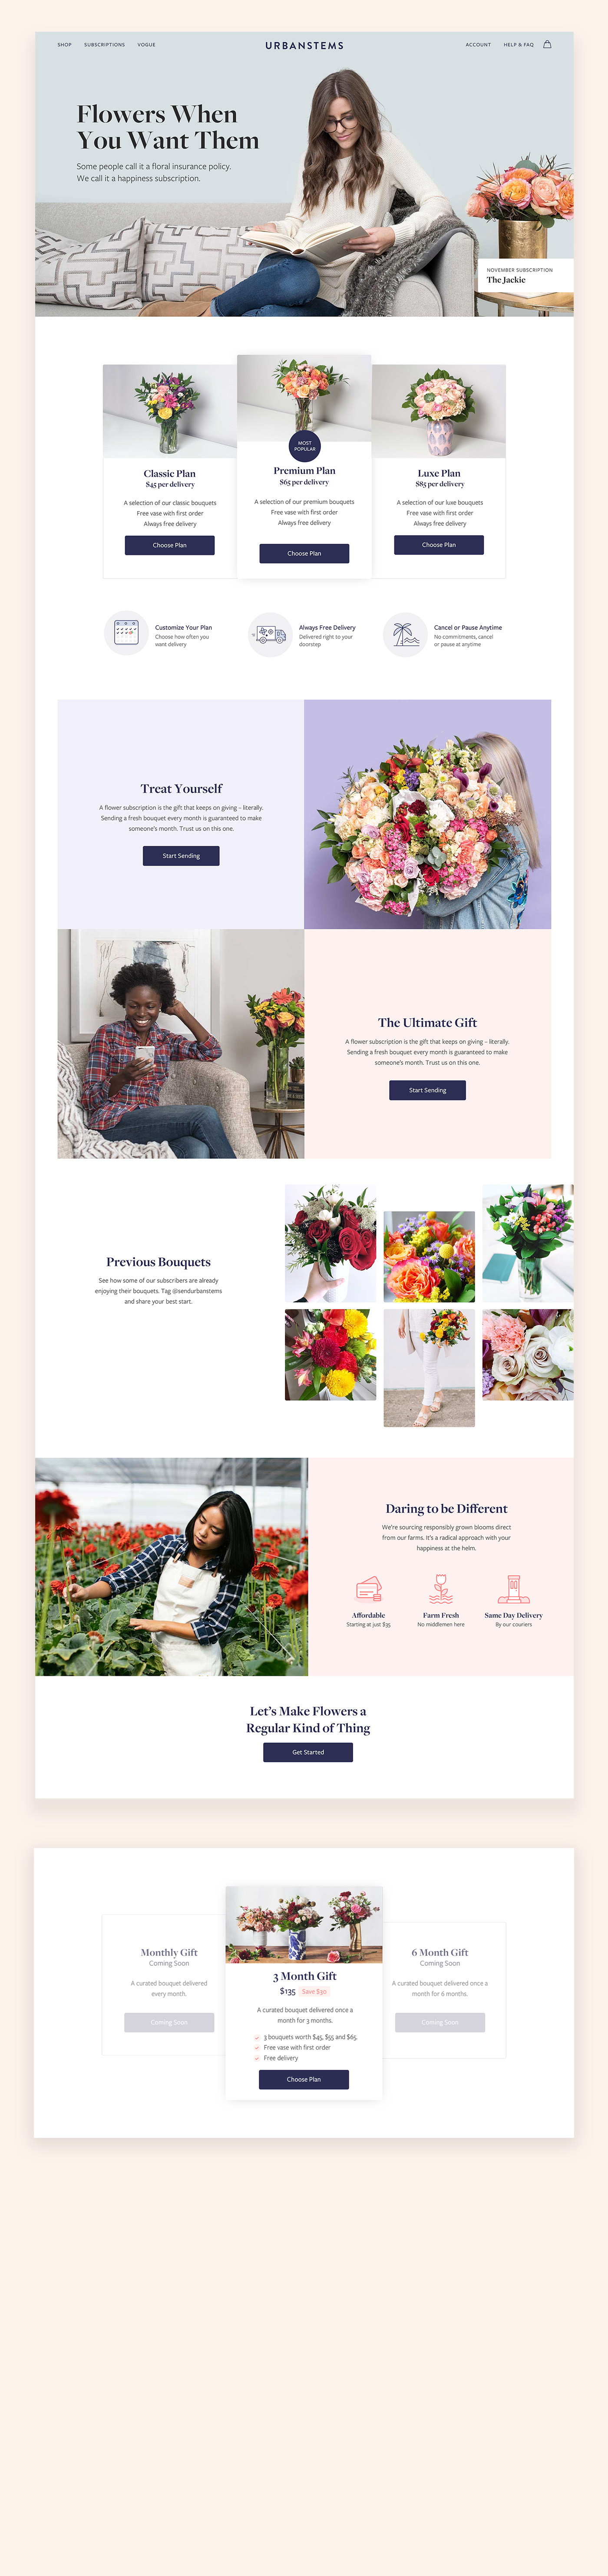 SHOP SUBSCRIPTIONS VOGUE
URBANSTEMS
ACCOUNT HELP & FAQ
Flowers When
You Want Them
Some people call it a floral insurance policy.
We call it a happiness subscription.
NOVEMBER SUBSCRIPTION
The Jackie
Classic Plan
$45 per delivery
A selection of our classic bouquets
Free vase with first order
Always free delivery
Choose Plan
MOST
POPULAR
Premium Plan
$65 per delivery
A selection of our premium bouquets
Free vase with first order
Always free delivery
Choose Plan
Luxe Plan
$85 per delivery
A selection of our luxe bouquets
Free vase with first order
Always free delivery
Choose Plan
Customize Your Plan
Choose how often you
want delivery
Always Free Delivery
Delivered right to your
doorstep
Cancel or Pause Anytime
No commitments, cancel
or pause at anytime
Treat Yourself
A flower subscription is the gift that keeps on giving – literally.
Sending a fresh bouquet every month is guaranteed to make
someone's month. Trust us on this one.
Start Sending
The Ultimate Gift
A flower subscription is the gift that keeps on giving – literally.
Sending a fresh bouquet every month is guaranteed to make
someone's month. Trust us on this one.
Start Sending
Previous Bouquets
See how some of our subscribers are already
enjoying their bouquets. Tag @sendurbanstems
and share your best start.
Daring to be Different
We're sourcing responsibly grown blooms direct
from our farms. It's a radical approach with your
happiness at the helm.
Affordable
Starting at just $35
Farm Fresh
No middlemen here
Same Day Delivery
By our couriers
Let's Make Flowers a
Regular Kind of Thing
Get Started
Monthly Gift
Coming Soon
A curated bouquet delivered
every month.
Coming Soon
3 Month Gift
$135 Save $30
A curated bouquet delivered once a
month for 3 months.
3 bouquets worth $45, $55 and $65.
Free vase with first order
Free delivery
Choose Plan
6 Month Gift
Coming Soon
A curated bouquet delivered once a
month for 6 months.
Coming Soon